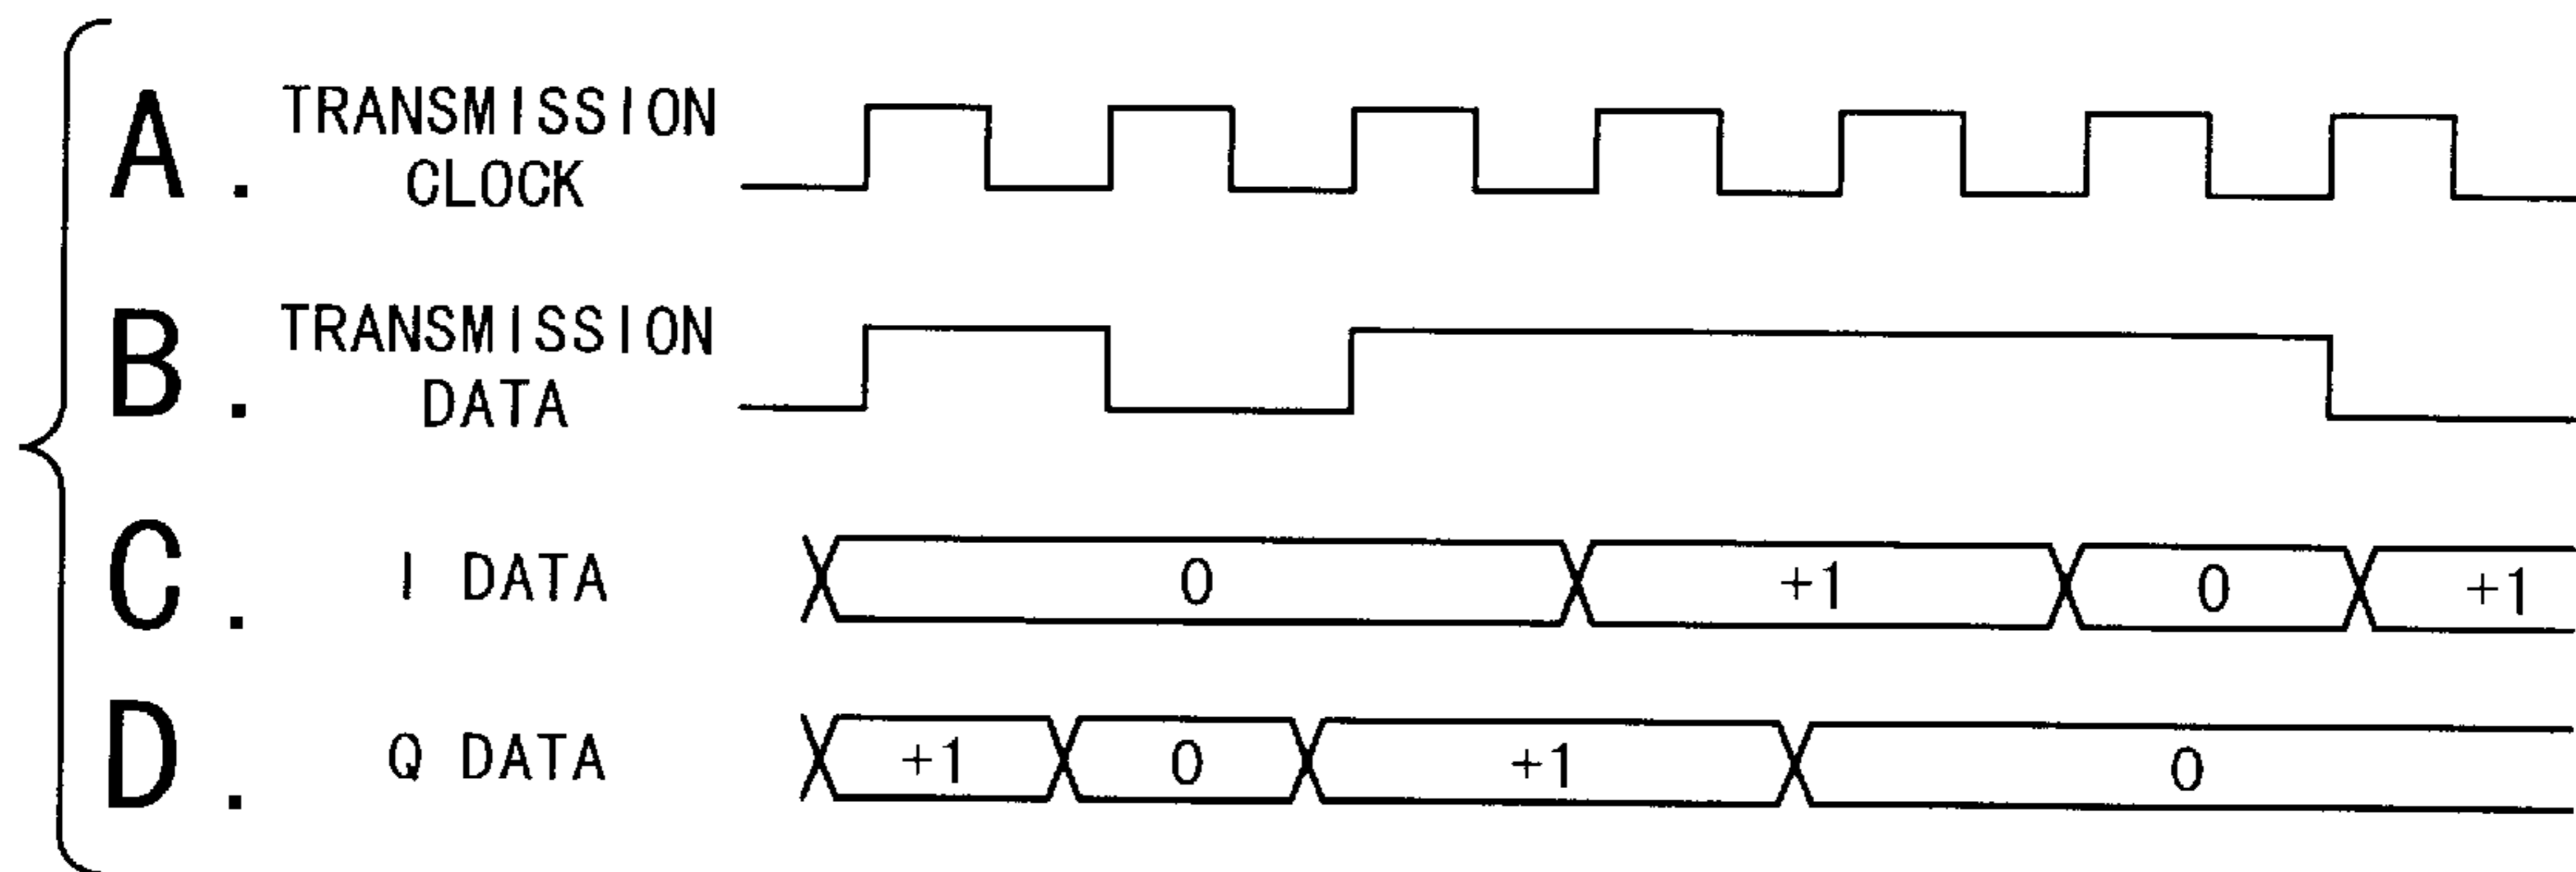 A. TRANSMISSION
CLOCK
B. TRANSMISSION
DATA
C. I DATA
0 +1 0 +1
D. Q DATA
+1 0 +1 0